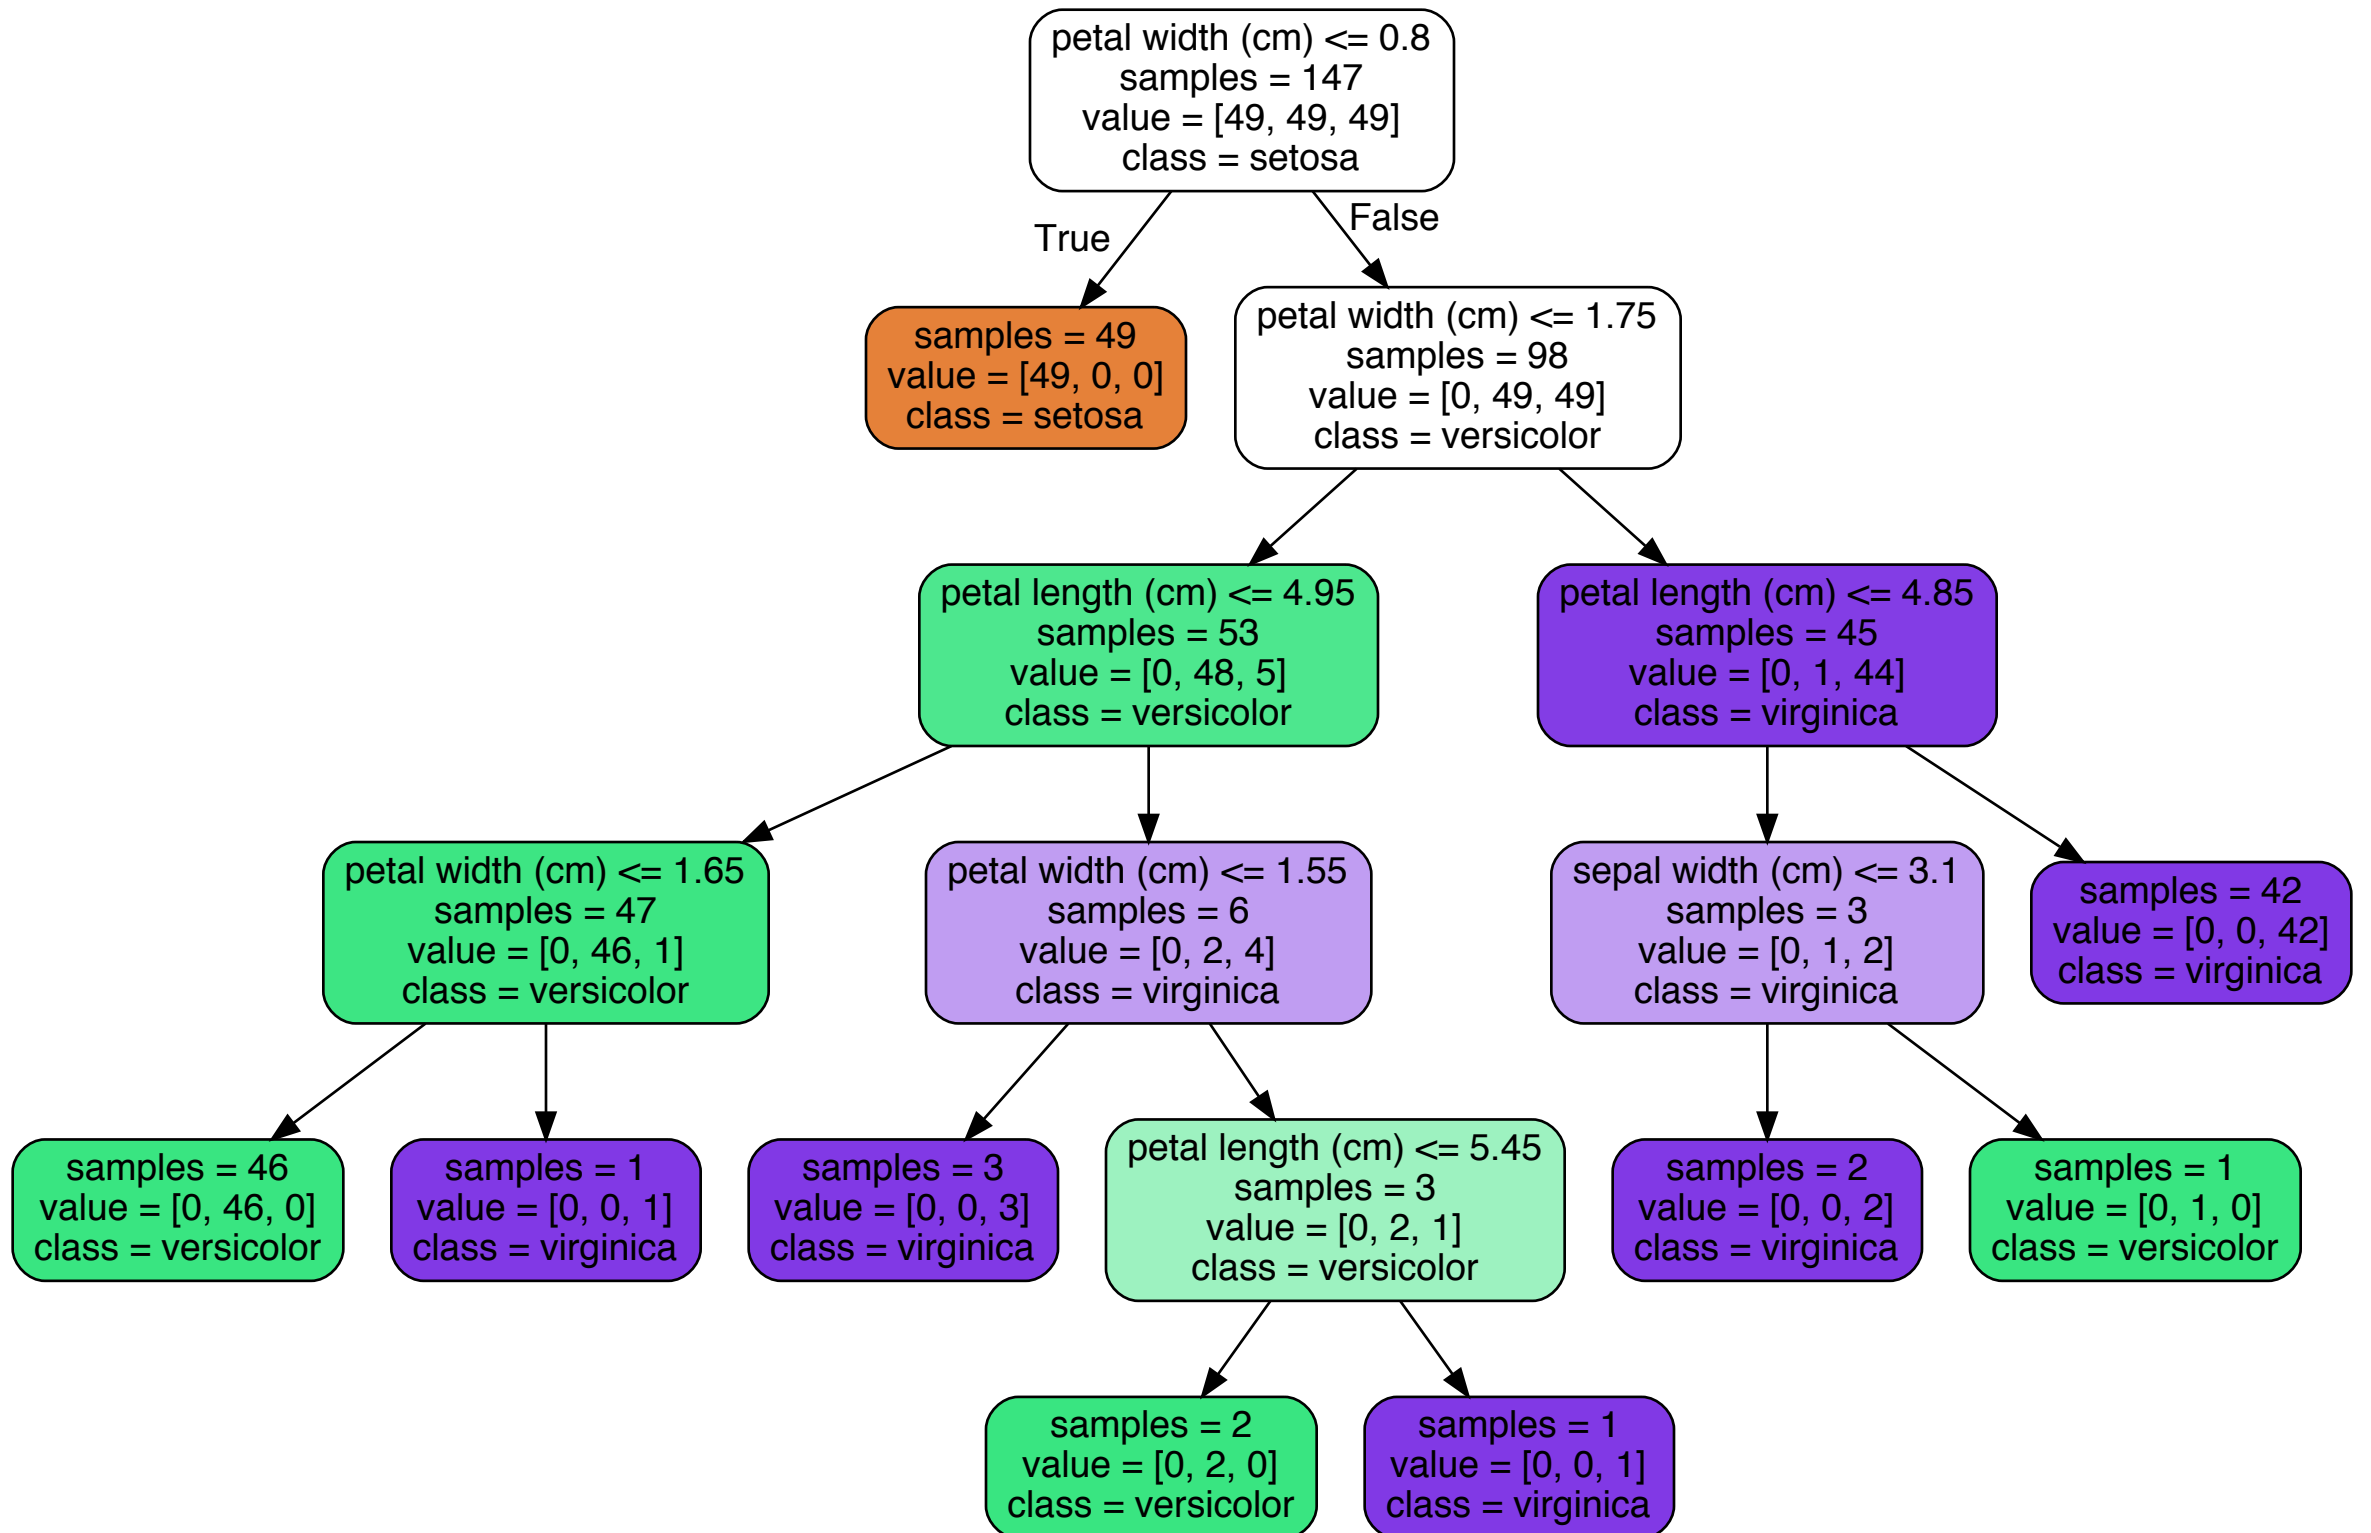 petal width (cm) <= 0.8
samples = 147
value = [49, 49, 49]
class = setosa
True
False
samples = 49
value = [49, 0, 0]
class = setosa
petal width (cm) <= 1.75
samples = 98
value = [0, 49, 49]
class = versicolor
petal length (cm) <= 4.95
samples = 53
value = [0, 48, 5]
class = versicolor
petal length (cm) <= 4.85
samples = 45
value = [0, 1, 44]
class = virginica
petal width (cm) <= 1.65
samples = 47
value = [0, 46, 1]
class = versicolor
petal width (cm) <= 1.55
samples = 6
value = [0, 2, 4]
class = virginica
sepal width (cm) <= 3.1
samples = 3
value = [0, 1, 2]
class = virginica
samples = 42
value = [0, 0, 42]
class = virginica
samples = 46
value = [0, 46, 0]
class = versicolor
samples = 1
value = [0, 0, 1]
class = virginica
samples = 3
value = [0, 0, 3]
class = virginica
petal length (cm) <= 5.45
samples = 3
value = [0, 2, 1]
class = versicolor
samples = 2
value = [0, 0, 2]
class = virginica
samples = 1
value = [0, 1, 0]
class = versicolor
samples = 2
value = [0, 2, 0]
class = versicolor
samples = 1
value = [0, 0, 1]
class = virginica